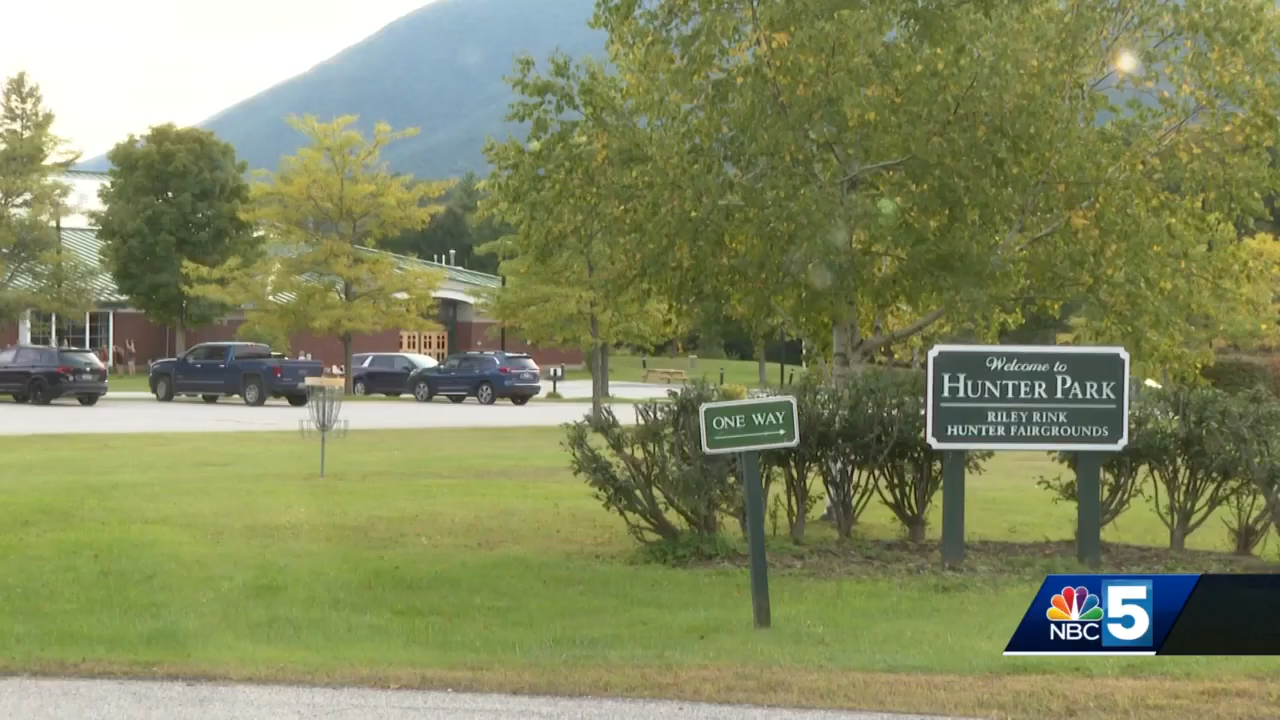 ONE WAY
Welcome to
HUNTER PARK
RILEY RINK
HUNTER FAIRGROUNDS
NBC 5